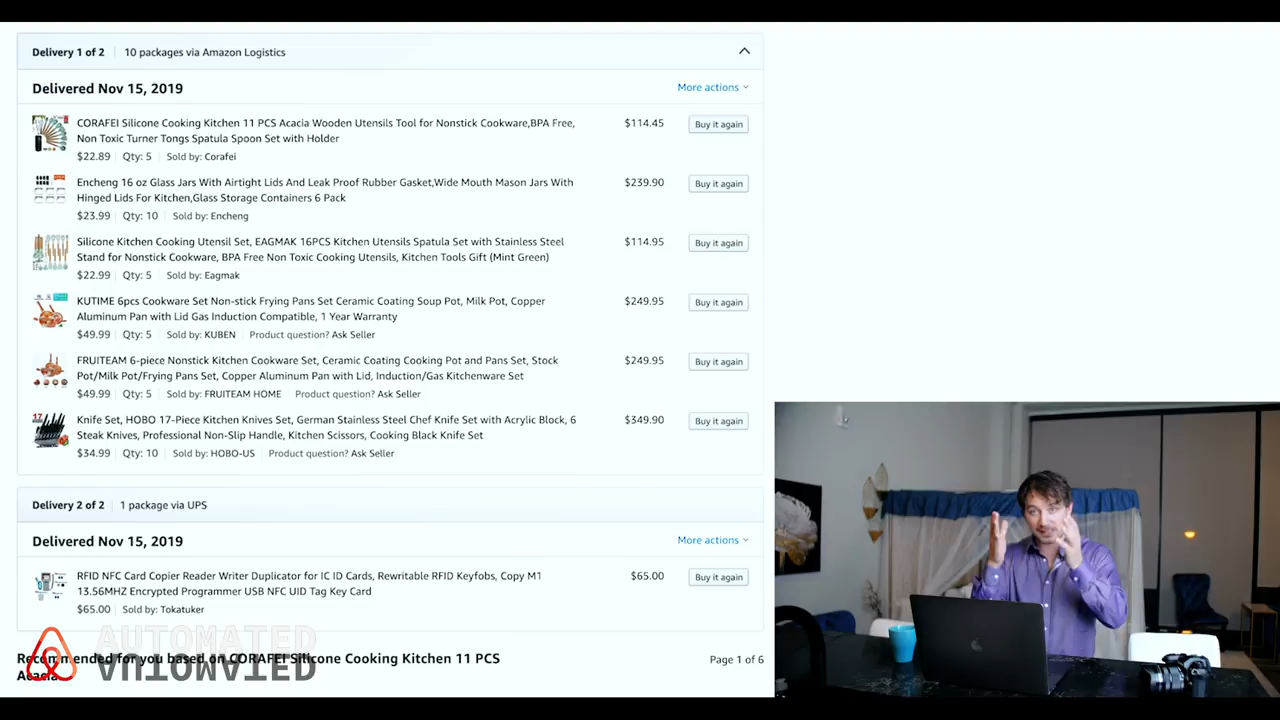 Delivery 1 of 2 10 packages via Amazon Logistics
Delivered Nov 15, 2019 More actions
CORAFEI Silicone Cooking Kitchen 11 PCS Acacia Wooden Utensils Tool for Nonstick Cookware,BPA Free, $114.45 Buy it again
Non Toxic Turner Tongs Spatula Spoon Set with Holder
$22.89 Qty: 5 Sold by: Corafei
Encheng 16 oz Glass Jars With Airtight Lids And Leak Proof Rubber Gasket,Wide Mouth Mason Jars With $239.90 Buy it again
Hinged Lids For Kitchen,Glass Storage Containers 6 Pack
$23.99 Qty: 10 Sold by: Encheng
Silicone Kitchen Cooking Utensil Set, EAGMAK 16PCS Kitchen Utensils Spatula Set with Stainless Steel $114.95 Buy it again
Stand for Nonstick Cookware, BPA Free Non Toxic Cooking Utensils, Kitchen Tools Gift (Mint Green)
$22.99 Qty: 5 Sold by: Eagmak
KUTIME 6pcs Cookware Set Non-stick Frying Pans Set Ceramic Coating Soup Pot, Milk Pot, Copper $249.95 Buy it again
Aluminum Pan with Lid Gas Induction Compatible, 1 Year Warranty
$49.99 Qty: 5 Sold by: KUBEN Product question? Ask Seller
FRUITEAM 6-piece Nonstick Kitchen Cookware Set, Ceramic Coating Cooking Pot and Pans Set, Stock $249.95 Buy it again
Pot/Milk Pot/Frying Pans Set, Copper Aluminum Pan with Lid, Induction/Gas Kitchenware Set
$49.99 Qty: 5 Sold by: FRUITEAM HOME Product question? Ask Seller
Knife Set, HOBO 17-Piece Kitchen Knives Set, German Stainless Steel Chef Knife Set with Acrylic Block, 6 $349.90 Buy it again
Steak Knives, Professional Non-Slip Handle, Kitchen Scissors, Cooking Black Knife Set
$34.99 Qty: 10 Sold by: HOBO-US Product question? Ask Seller
Delivery 2 of 2 1 package via UPS
Delivered Nov 15, 2019 More actions
RFID NFC Card Copier Reader Writer Duplicator for IC ID Cards, Rewritable RFID Keyfobs, Copy M1 $65.00 Buy it again
13.56MHZ Encrypted Programmer USB NFC UID Tag Key Card
$65.00 Sold by: Tokatuker
AUTOMATED
Recommended for you based on CORAFEI Silicone Cooking Kitchen 11 PCS Page 1 of 6
Acacia